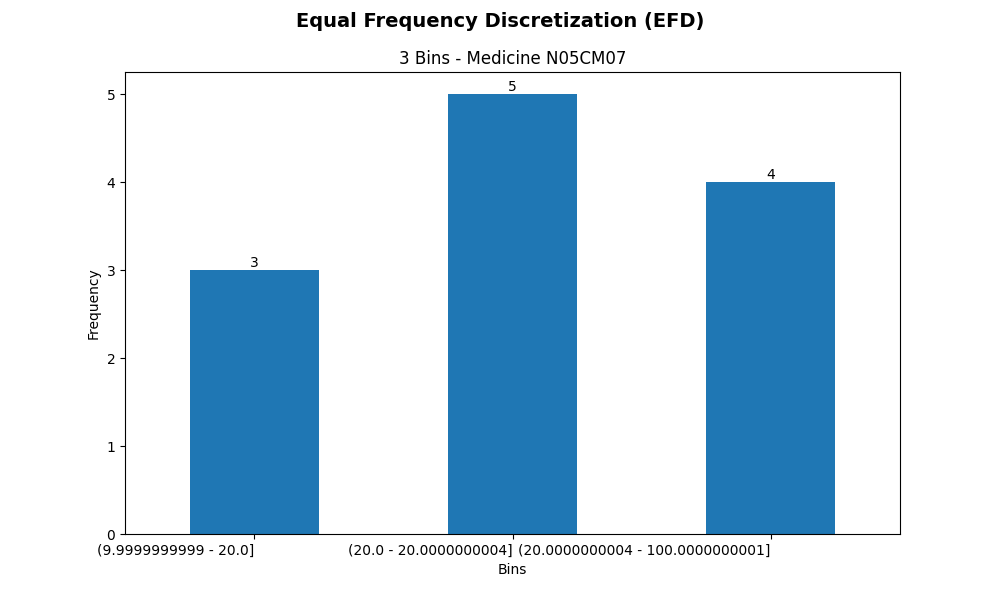 Equal Frequency Discretization (EFD)
3 Bins - Medicine N05CM07
Frequency
5
4
3
2
1
0
3
5
4
(9.9999999999 - 20.0]
(20.0 - 20.0000000004]
(20.0000000004 - 100.0000000001]
Bins